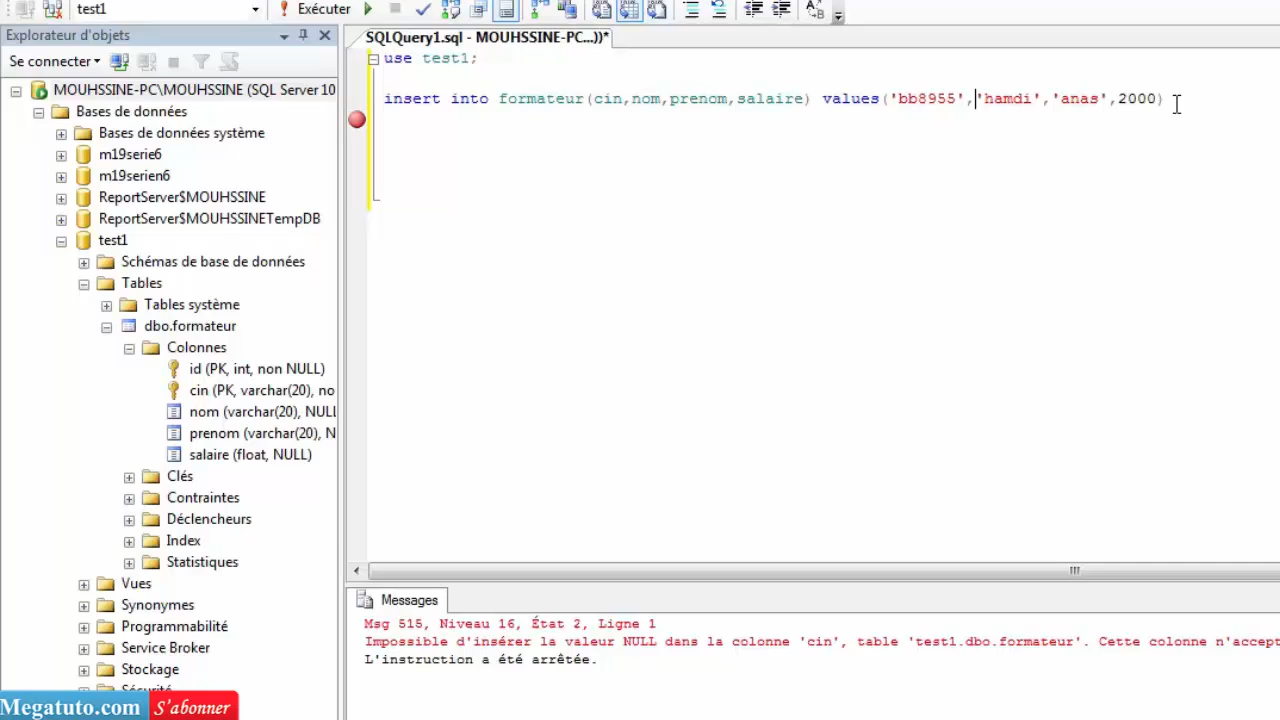 test1
Exécuter
Explorateur d'objets
Se connecter
MOUHSSINE-PC\MOUHSSINE (SQL Server 10
Bases de données
Bases de données système
m19serie6
m19serien6
ReportServer$MOUHSSINE
ReportServer$MOUHSSINETempDB
test1
Schémas de base de données
Tables
Tables système
dbo.formateur
Colonnes
id (PK, int, non NULL)
cin (PK, varchar(20), no
nom (varchar(20), NULL
prenom (varchar(20), N
salaire (float, NULL)
Clés
Contraintes
Déclencheurs
Index
Statistiques
Vues
Synonymes
Programmabilité
Service Broker
Stockage
Sécurité
Megatuto.com
S'abonner
SQLQuery1.sql - MOUHSSINE-PC...))*
use test1;
insert into formateur(cin,nom,prenom,salaire) values('bb8955','hamdi','anas',2000)
Messages
Msg 515, Niveau 16, État 2, Ligne 1
Impossible d'insérer la valeur NULL dans la colonne 'cin', table 'test1.dbo.formateur'. Cette colonne n'accept
L'instruction a été arrêtée.